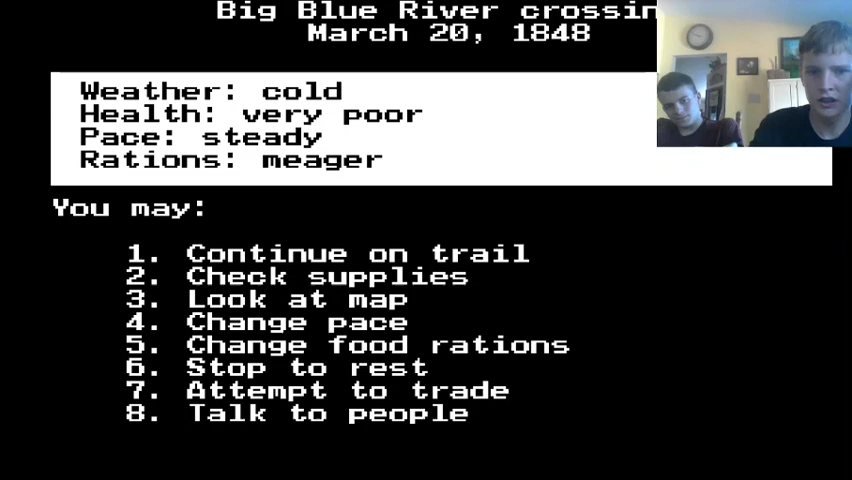 Big Blue River crossin
March 20, 1848
Weather: cold
Health: very poor
Pace: steady
Rations: meager
You may:
1. Continue on trail
2. Check supplies
3. Look at map
4. Change pace
5. Change food rations
6. Stop to rest
7. Attempt to trade
8. Talk to people